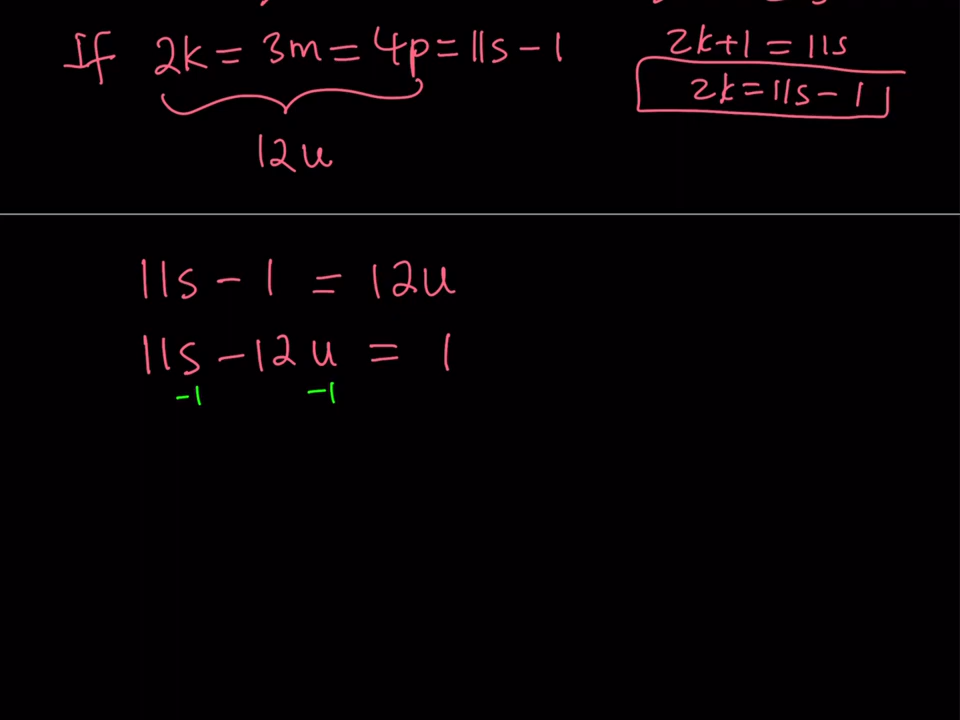 If 2k = 3m = 4p = 11s - 1
2k+1 = 11s
2k = 11s - 1
12u
11s - 1 = 12u
11s - 12u = 1
-1 -1